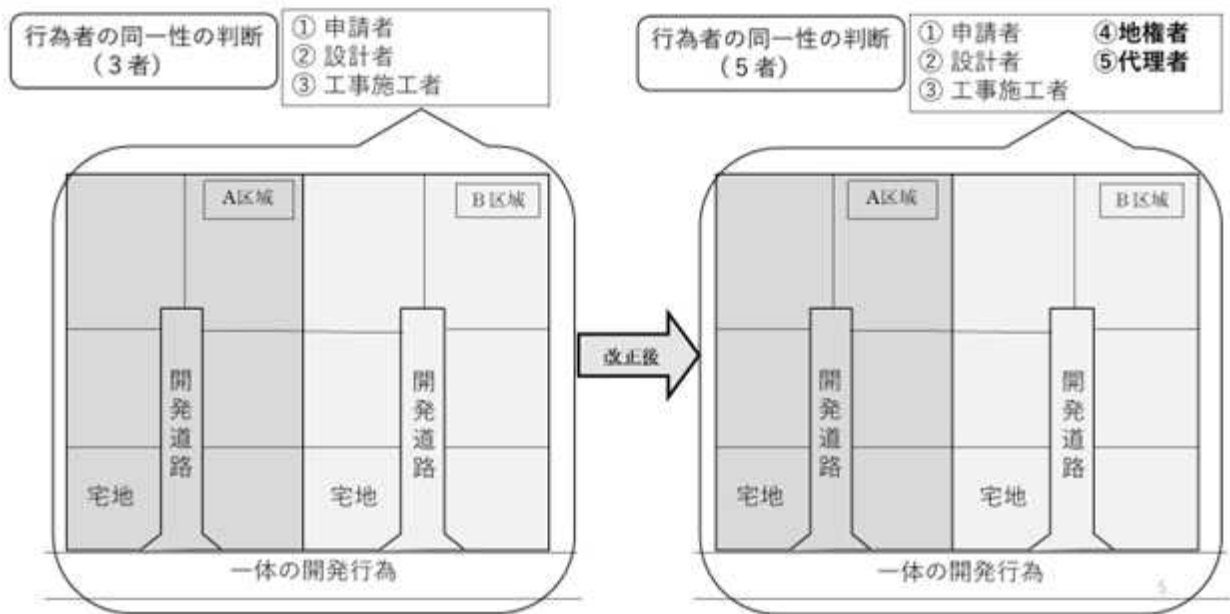 行為者の同一性の判断
（３者）
① 申請者
② 設計者
③ 工事施工者
A区域
B区域
開発道路
開発道路
宅地
宅地
一体の開発行為
改正後
行為者の同一性の判断
（５者）
① 申請者 ④地権者
② 設計者 ⑤代理者
③ 工事施工者
A区域
B区域
開発道路
開発道路
宅地
宅地
一体の開発行為
5